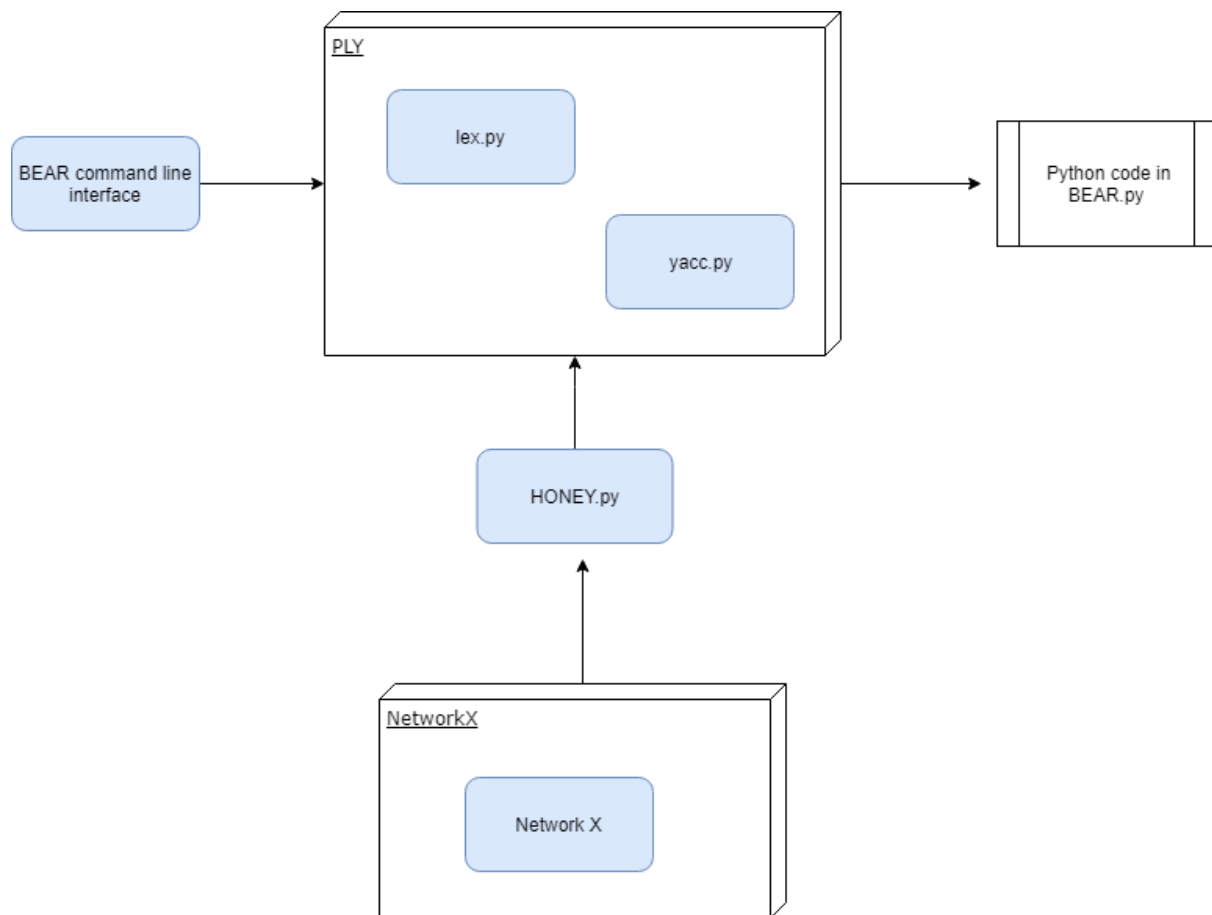 PLY
lex.py
BEAR command line
interface
Python code in
BEAR.py
yacc.py
HONEY.py
NetworkX
Network X